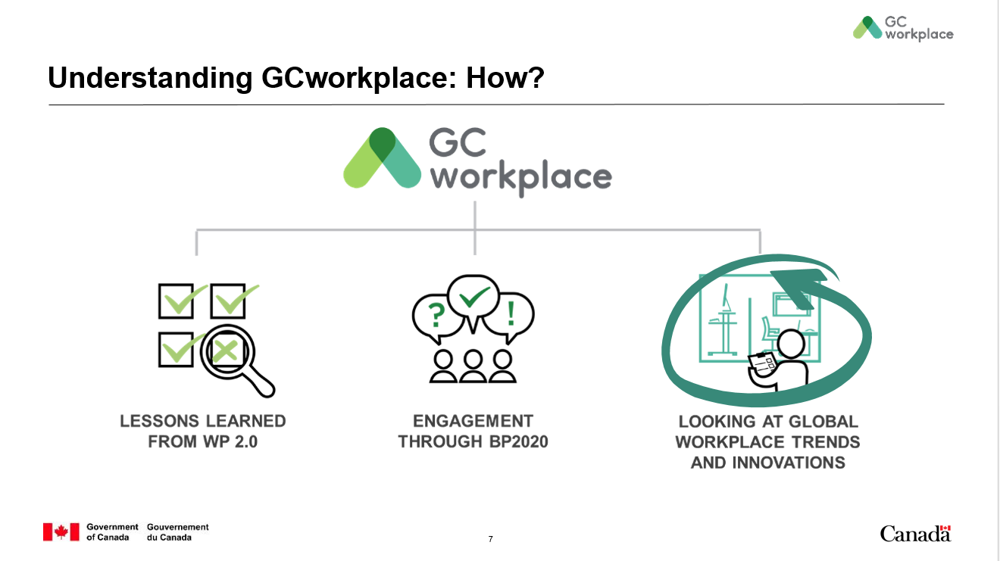 GC
workplace
Understanding GCworkplace: How?
GC
workplace
?
!
LESSONS LEARNED
FROM WP 2.0
ENGAGEMENT
THROUGH BP2020
LOOKING AT GLOBAL
WORKPLACE TRENDS
AND INNOVATIONS
Government
of Canada
Gouvernement
du Canada
7
Canada